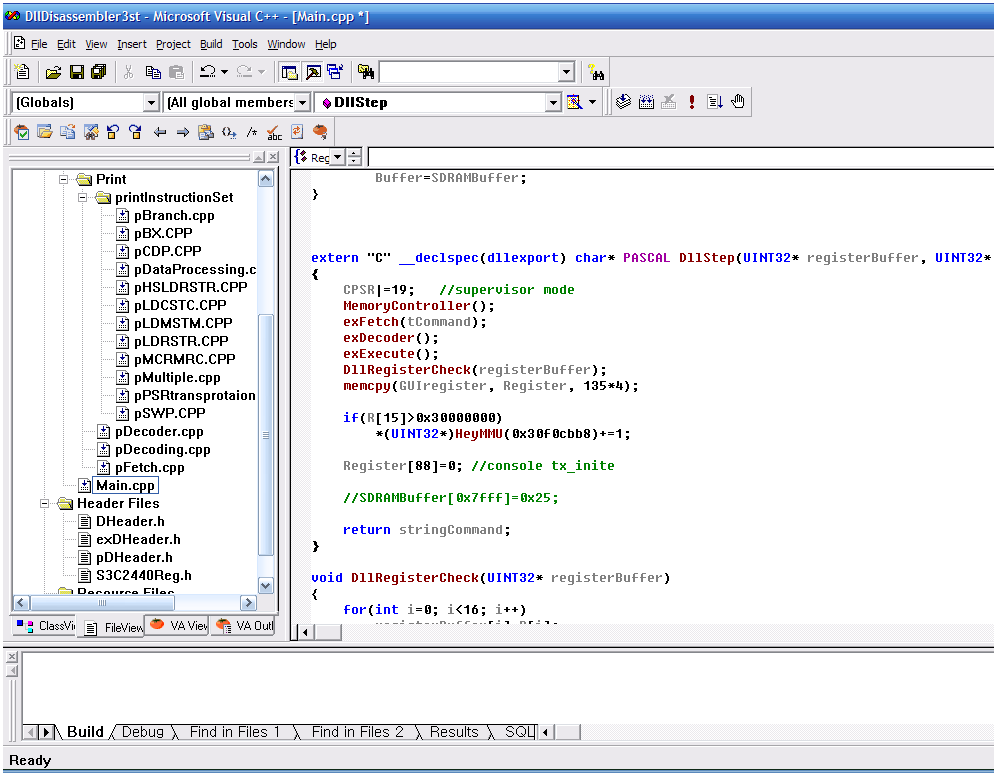 DllDisassembler3st - Microsoft Visual C++ - [Main.cpp *]
File Edit View Insert Project Build Tools Window Help
(Globals) (All global members DllStep
Print
printInstructionSet
pBranch.cpp
pBX.CPP
pCDP.CPP
pDataProcessing.c
pHSLDRSTR.CPP
pLDCSTC.CPP
pLDMSTM.CPP
pLDRSTR.CPP
pMCRMRC.CPP
pMultiple.cpp
pPSRtransprotaion
pSWP.CPP
pDecoder.cpp
pDecoding.cpp
pFetch.cpp
Main.cpp
Header Files
DHeader.h
exDHeader.h
pDHeader.h
S3C2440Reg.h
Resource Files
ClassVi FileView VA View VA Outl
Reg
Buffer=SDRAMBuffer;
}
extern "C" __declspec(dllexport) char* PASCAL DllStep(UINT32* registerBuffer, UINT32*
{
CPSR|=19; //supervisor mode
MemoryController();
exFetch(tCommand);
exDecoder();
exExecute();
DllRegisterCheck(registerBuffer);
memcpy(GUIregister, Register, 135*4);
if(R[15]>0x30000000)
*(UINT32*)HeyMMU(0x30f0cbb8)+=1;
Register[88]=0; //console tx_inite
//SDRAMBuffer[0x7fff]=0x25;
return stringCommand;
}
void DllRegisterCheck(UINT32* registerBuffer)
{
for(int i=0; i<16; i++)
Build Debug Find in Files 1 Find in Files 2 Results SQL
Ready